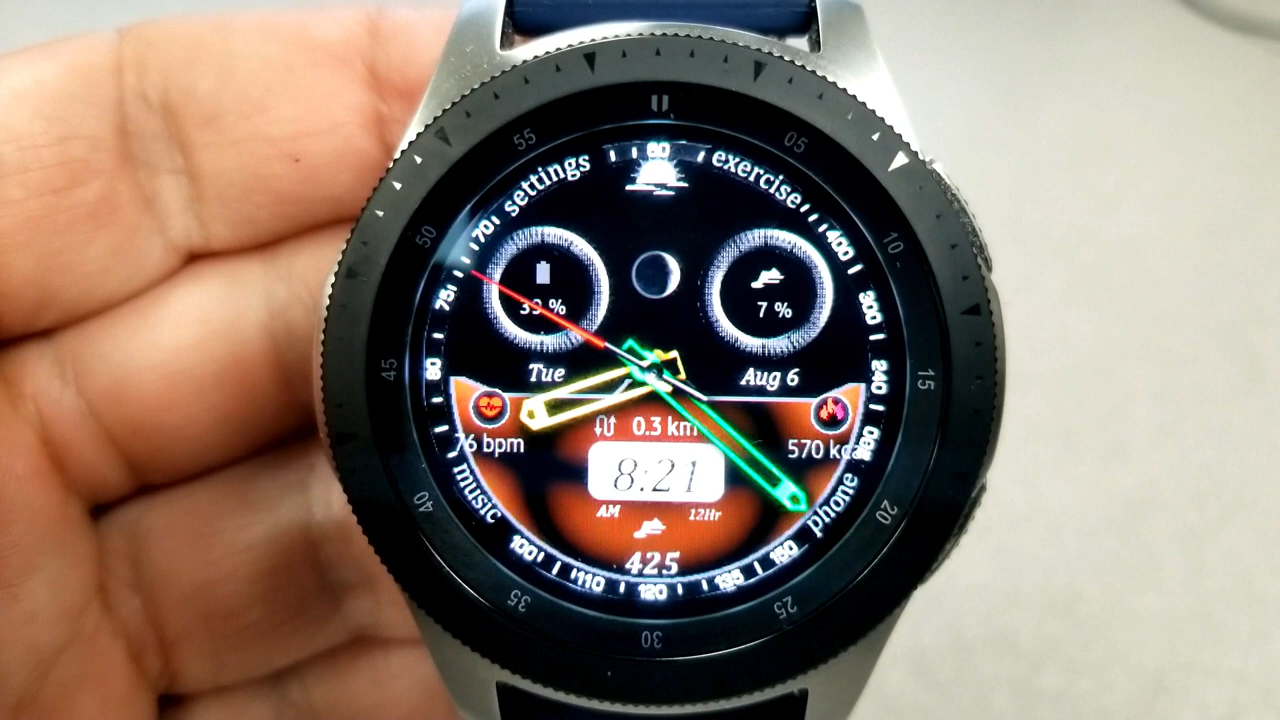 55
05
50
10
45
15
40
20
35
25
30
60
settings
exercise
70
400
75
300
80
240
39 %
7 %
Tue
Aug 6
76 bpm
0.3 km
570 kc
8:21
AM
12Hr
music
phone
425
100
110
120
135
150